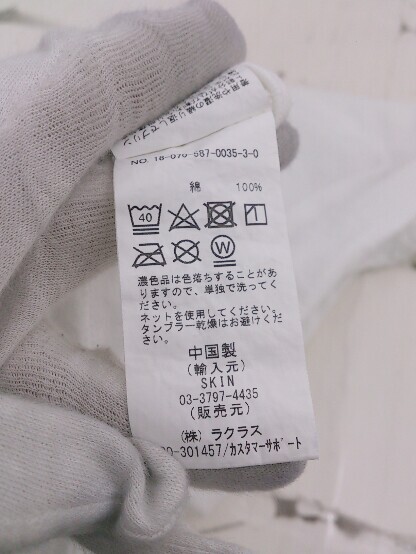 NO. 18-070-587-0035-3-0
綿 100%
40
W
濃色品は色落ちすることがあ
りますので、単独で洗ってく
ださい。
ネットを使用してください。
タンブラー乾燥はお避けくだ
さい。
中国製
(輸入元)
SKIN
03-3797-4435
(販売元)
(株) ラクラス
-301457/カスタマーサポート